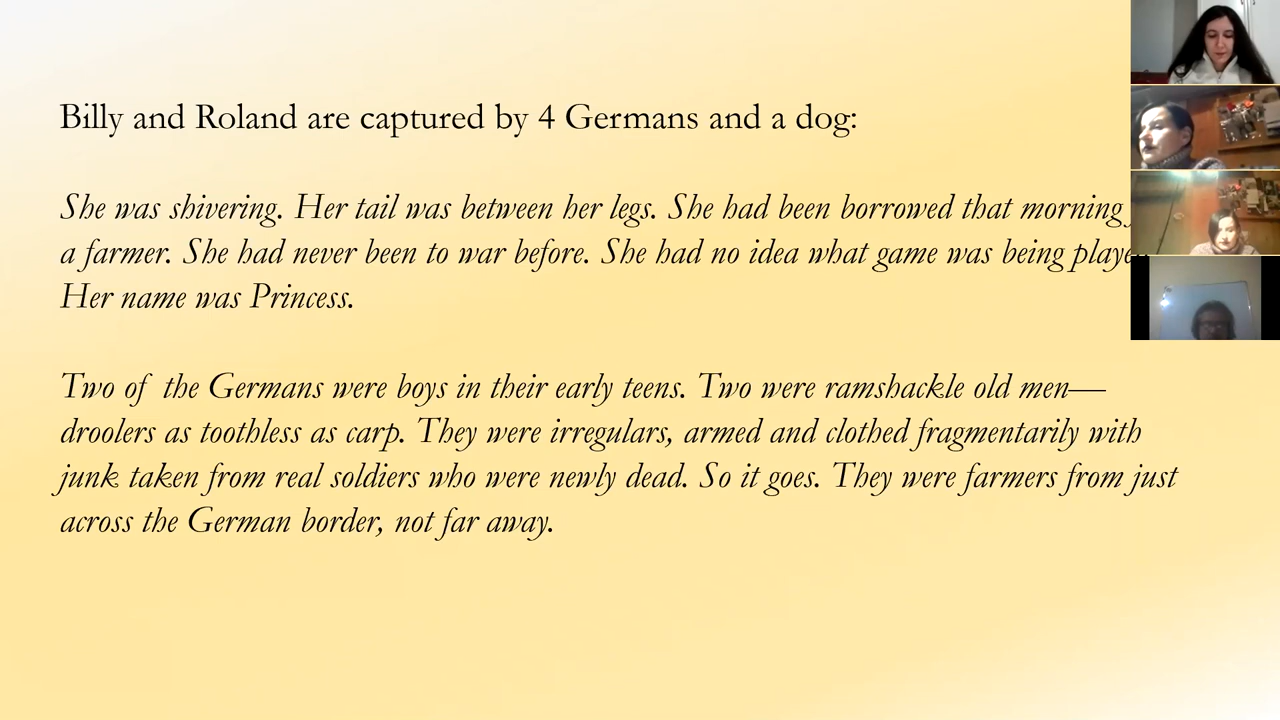 Billy and Roland are captured by 4 Germans and a dog:
She was shivering. Her tail was between her legs. She had been borrowed that morning
a farmer. She had never been to war before. She had no idea what game was being played.
Her name was Princess.
Two of the Germans were boys in their early teens. Two were ramshackle old men—
droolers as toothless as carp. They were irregulars, armed and clothed fragmentarily with
junk taken from real soldiers who were newly dead. So it goes. They were farmers from just
across the German border, not far away.